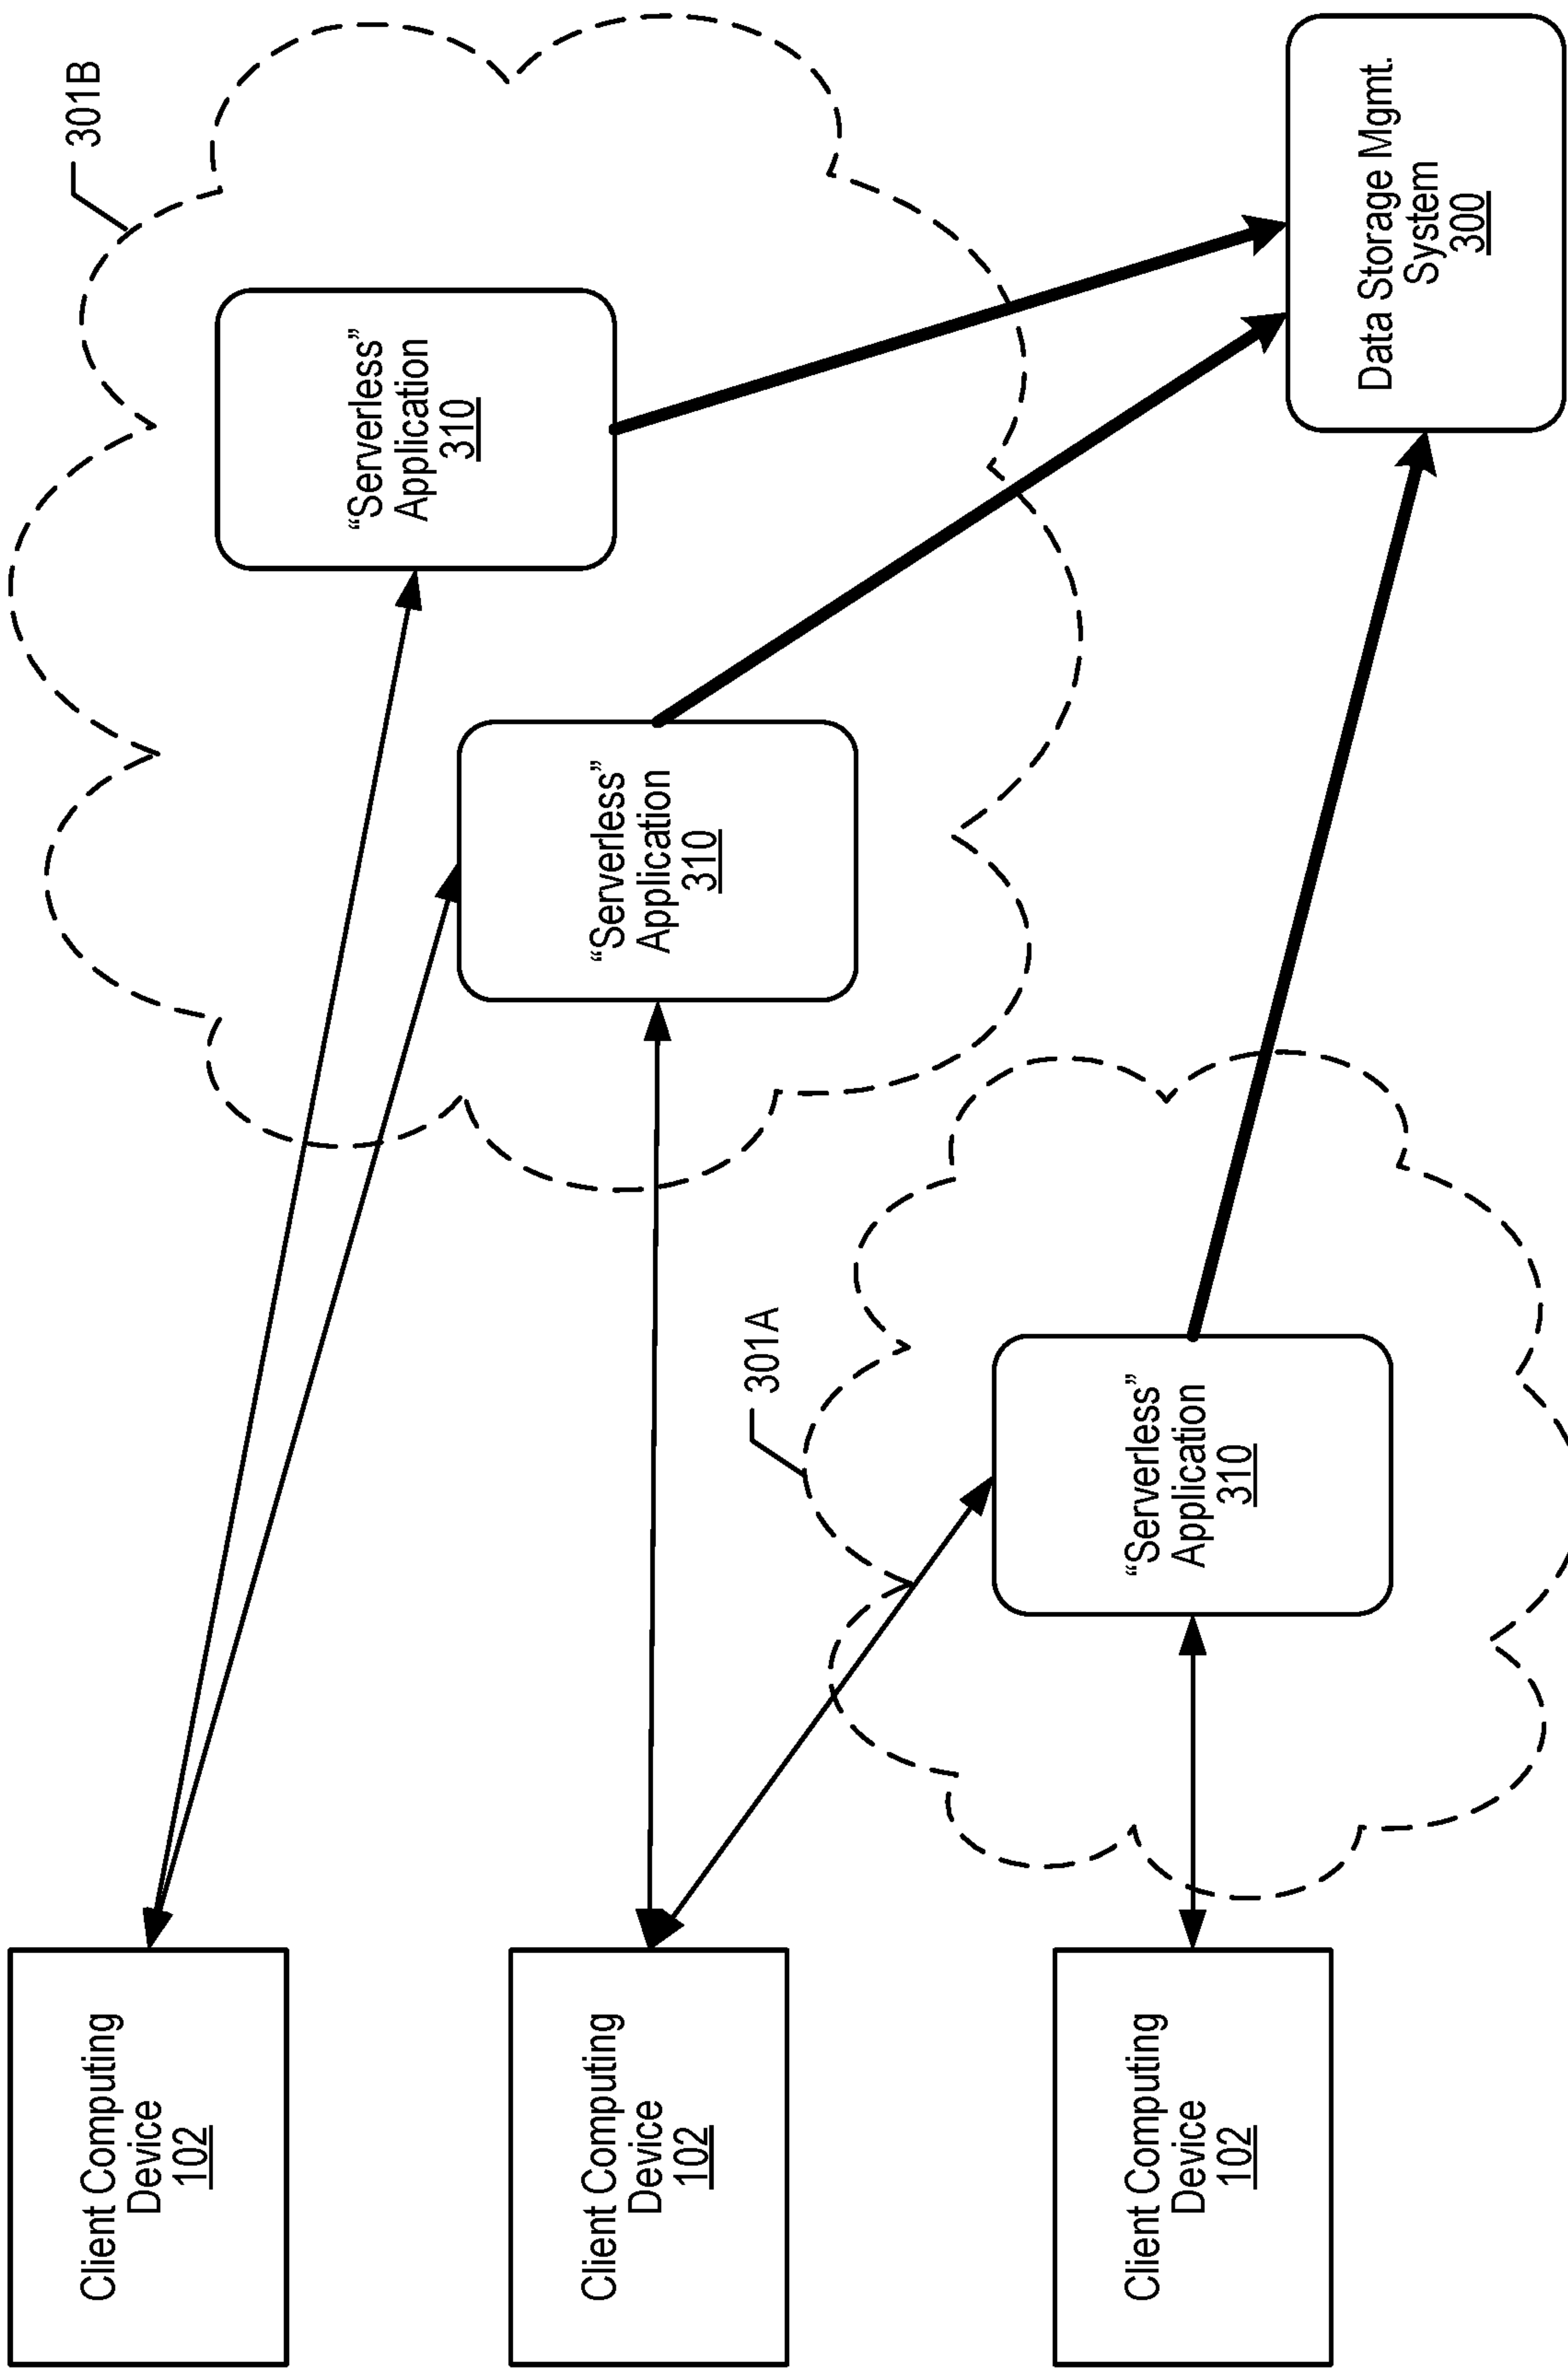 Client Computing
Device
102
Client Computing
Device
102
Client Computing
Device
102
301A
301B
“Serverless”
Application
310
“Serverless”
Application
310
“Serverless”
Application
310
Data Storage Mgmt.
System
300